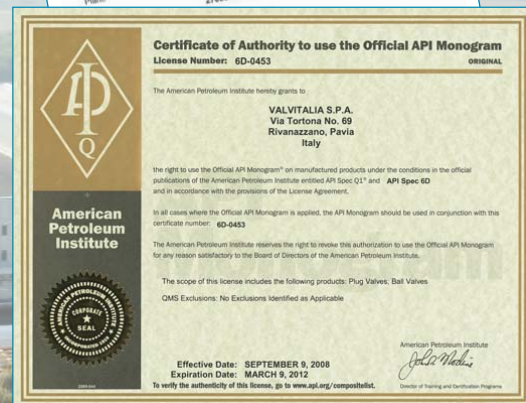 Certificate of Authority to use the Official API Monogram
License Number: 6D-0453
ORIGINAL
The American Petroleum Institute hereby grants to
VALVITALIA S.P.A.
Via Tortona No. 69
Rivanazzano, Pavia
Italy
the right to use the Official API Monogram® on manufactured products under the conditions in the official
publications of the American Petroleum Institute entitled API Spec Q1® and API Spec 6D
and in accordance with the provisions of the License Agreement.
In all cases where the Official API Monogram is applied, the API Monogram should be used in conjunction with this
certificate number: 6D-0453
The American Petroleum Institute reserves the right to revoke this authorization to use the Official API Monogram
for any reason satisfactory to the Board of Directors of the American Petroleum Institute.
The scope of this license includes the following products: Plug Valves; Ball Valves
QMS Exclusions: No Exclusions Identified as Applicable
American Petroleum Institute
Effective Date: SEPTEMBER 9, 2008
Expiration Date: MARCH 9, 2012
To verify the authenticity of this license, go to www.api.org/compositelist.
Director of Training and Certification Programs
API
Q
American
Petroleum
Institute
AMERICAN PETROLEUM INSTITUTE
CORPORATE
SEAL